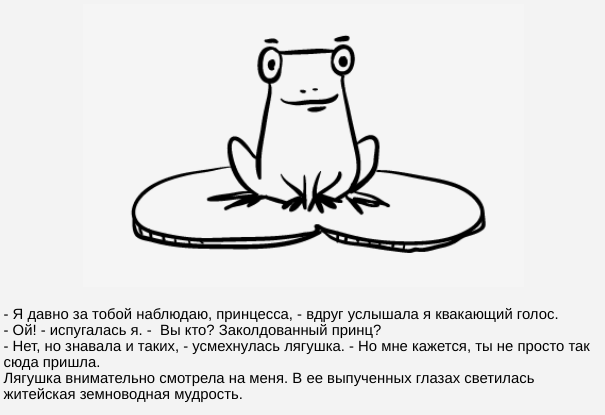 - Я давно за тобой наблюдаю, принцесса, - вдруг услышала я квакающий голос.
- Ой! - испугалась я. -  Вы кто? Заколдованный принц?
- Нет, но знавала и таких, - усмехнулась лягушка. - Но мне кажется, ты не просто так
сюда пришла.
Лягушка внимательно смотрела на меня. В ее выпученных глазах светилась
житейская земноводная мудрость.